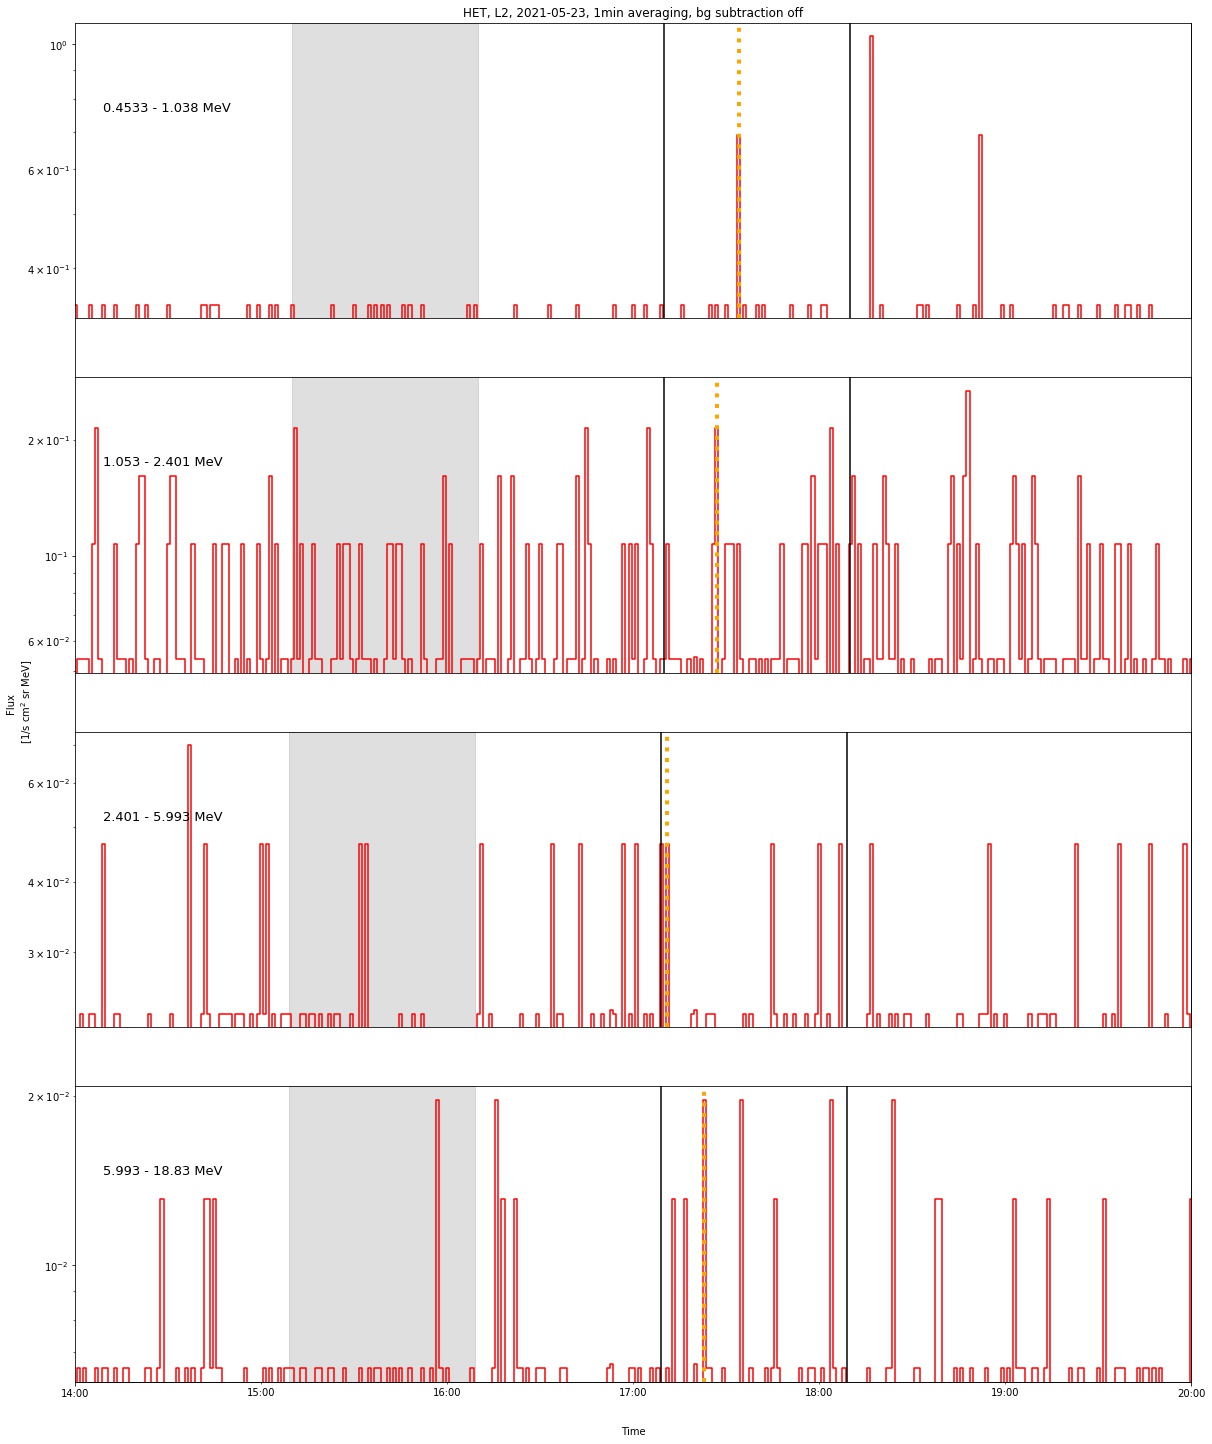 HET, L2, 2021-05-23, 1min averaging, bg subtraction off
10⁰
0.4533 - 1.038 MeV
6 × 10⁻¹
4 × 10⁻¹
2 × 10⁻¹
1.053 - 2.401 MeV
10⁻¹
6 × 10⁻²
Flux
[1/s cm² sr MeV]
6 × 10⁻²
2.401 - 5.993 MeV
4 × 10⁻²
3 × 10⁻²
2 × 10⁻²
5.993 - 18.83 MeV
10⁻²
14:00 15:00 16:00 17:00 18:00 19:00 20:00
Time